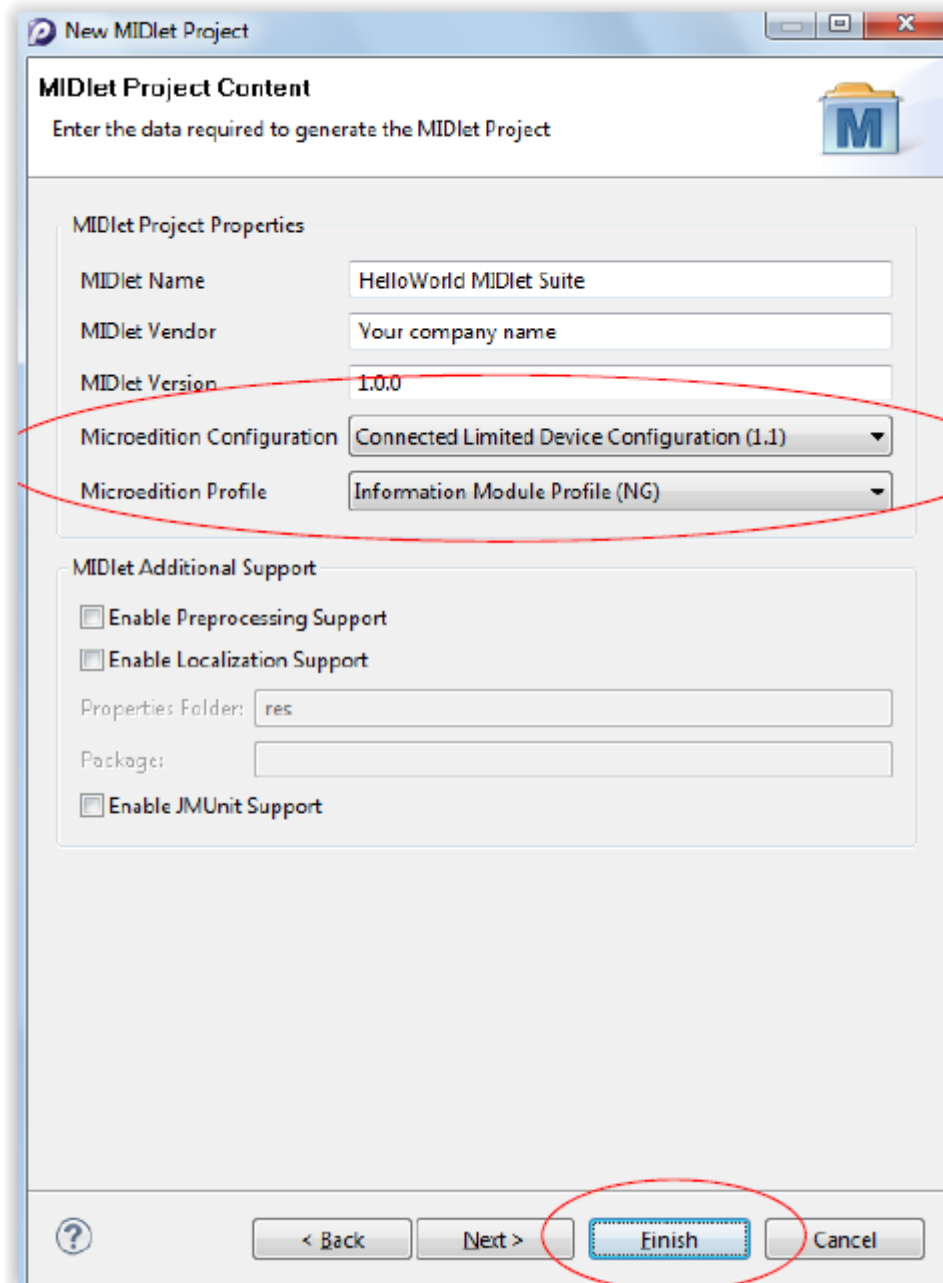 New MIDlet Project
MIDlet Project Content
Enter the data required to generate the MIDlet Project
M
MIDlet Project Properties
MIDlet Name HelloWorld MIDlet Suite
MIDlet Vendor Your company name
MIDlet Version 1.0.0
Microedition Configuration Connected Limited Device Configuration (1.1)
Microedition Profile Information Module Profile (NG)
MIDlet Additional Support
Enable Preprocessing Support
Enable Localization Support
Properties Folder: res
Package:
Enable JMUnit Support
? < Back Next > Finish Cancel